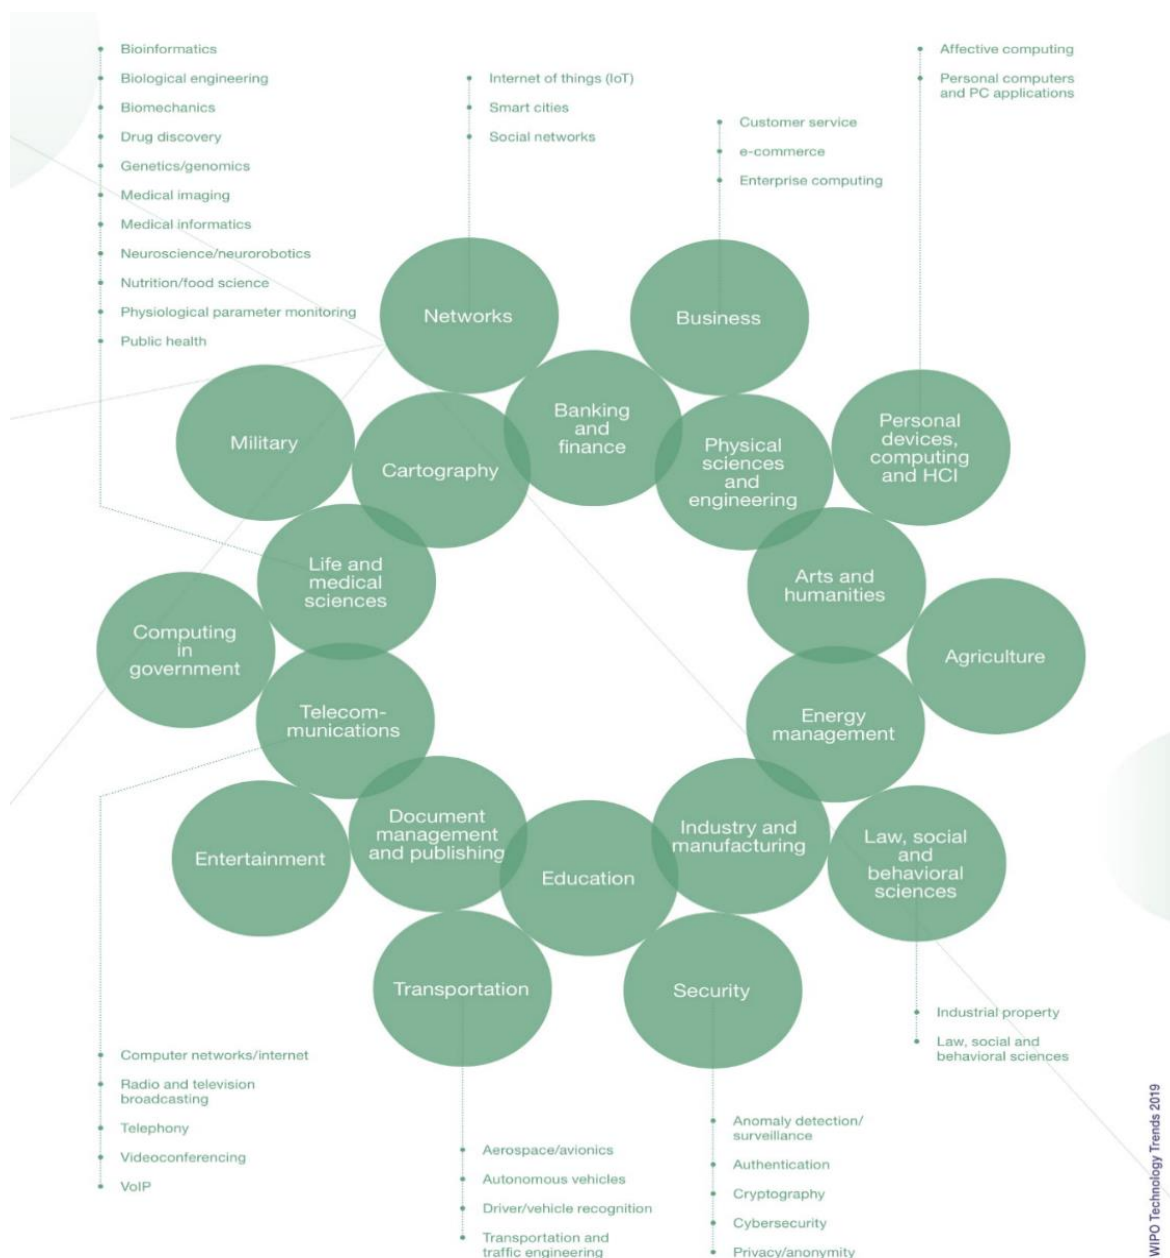 Bioinformatics
Biological engineering
Biomechanics
Drug discovery
Genetics/genomics
Medical imaging
Medical informatics
Neuroscience/neurorobotics
Nutrition/food science
Physiological parameter monitoring
Public health
Internet of things (IoT)
Smart cities
Social networks
Customer service
e-commerce
Enterprise computing
Affective computing
Personal computers
and PC applications
Networks
Business
Banking
and
finance
Military
Cartography
Physical
sciences
and
engineering
Personal
devices,
computing
and HCI
Life and
medical
sciences
Arts and
humanities
Computing
in
government
Agriculture
Telecom-
munications
Energy
management
Entertainment
Document
management
and publishing
Education
Industry and
manufacturing
Law, social
and
behavioral
sciences
Transportation
Security
Industrial property
Law, social and
behavioral sciences
Computer networks/internet
Radio and television
broadcasting
Telephony
Videoconferencing
VoIP
Aerospace/avionics
Autonomous vehicles
Driver/vehicle recognition
Transportation and
traffic engineering
Anomaly detection/
surveillance
Authentication
Cryptography
Cybersecurity
Privacy/anonymity
WIPO Technology Trends 2019